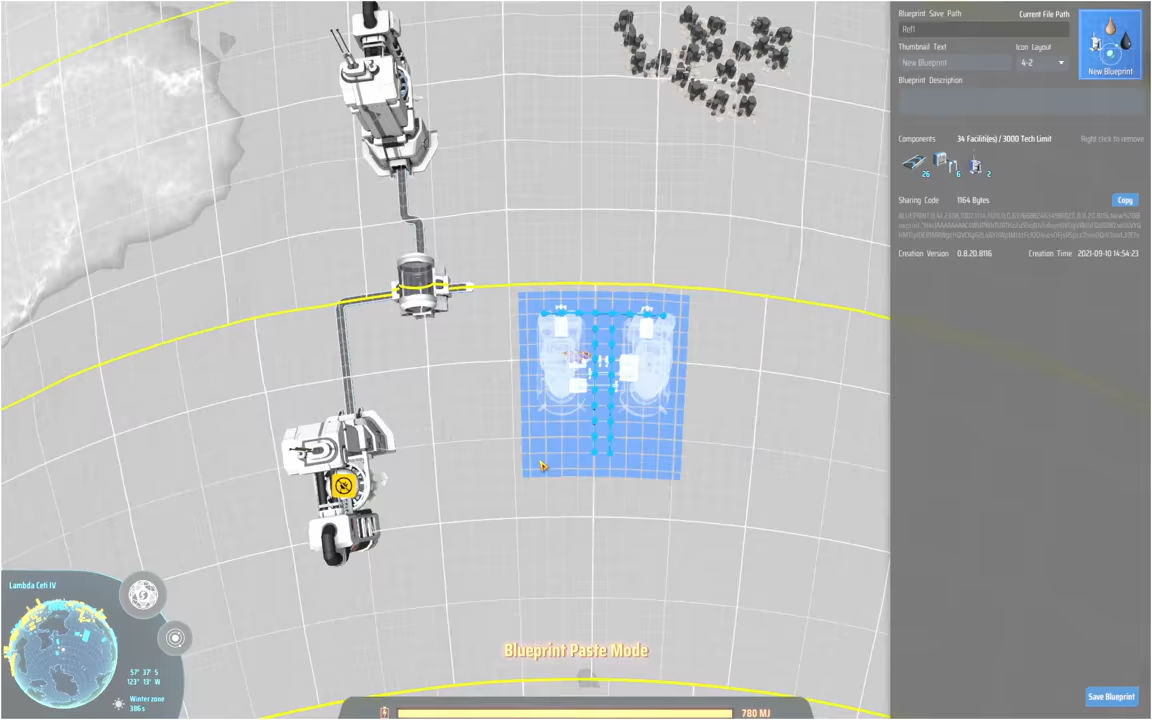 Blueprint Save Path
Current File Path
Ref1
Thumbnail Text
Icon Layout
New Blueprint
4-2
New Blueprint
Blueprint Description
Components
34 Facilit(ies) / 3000 Tech Limit
Right click to remove
26
6
2
Sharing Code
1164 Bytes
Copy
Creation Version
0.8.20.8116
Creation Time
2021-09-10 14:54:23
Lambda Ceti IV
57° 37' S
123° 13' W
Winter zone
386 s
Blueprint Paste Mode
780 MJ
Save Blueprint